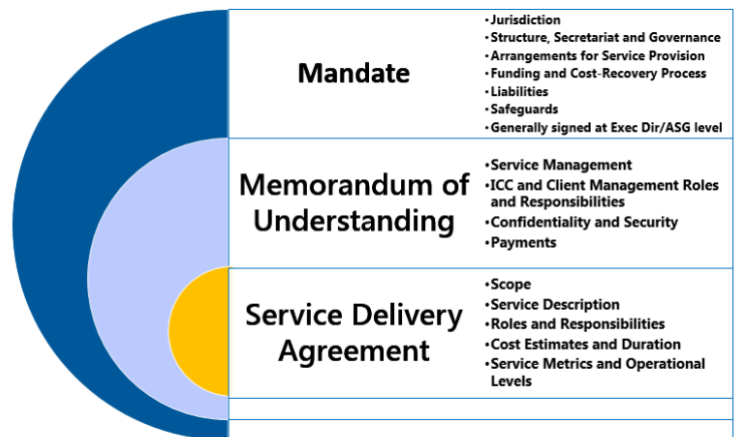 Mandate
•Jurisdiction
•Structure, Secretariat and Governance
•Arrangements for Service Provision
•Funding and Cost-Recovery Process
•Liabilities
•Safeguards
•Generally signed at Exec Dir/ASG level
Memorandum of
Understanding
•Service Management
•ICC and Client Management Roles
and Responsibilities
•Confidentiality and Security
•Payments
Service Delivery
Agreement
•Scope
•Service Description
•Roles and Responsibilities
•Cost Estimates and Duration
•Service Metrics and Operational
Levels